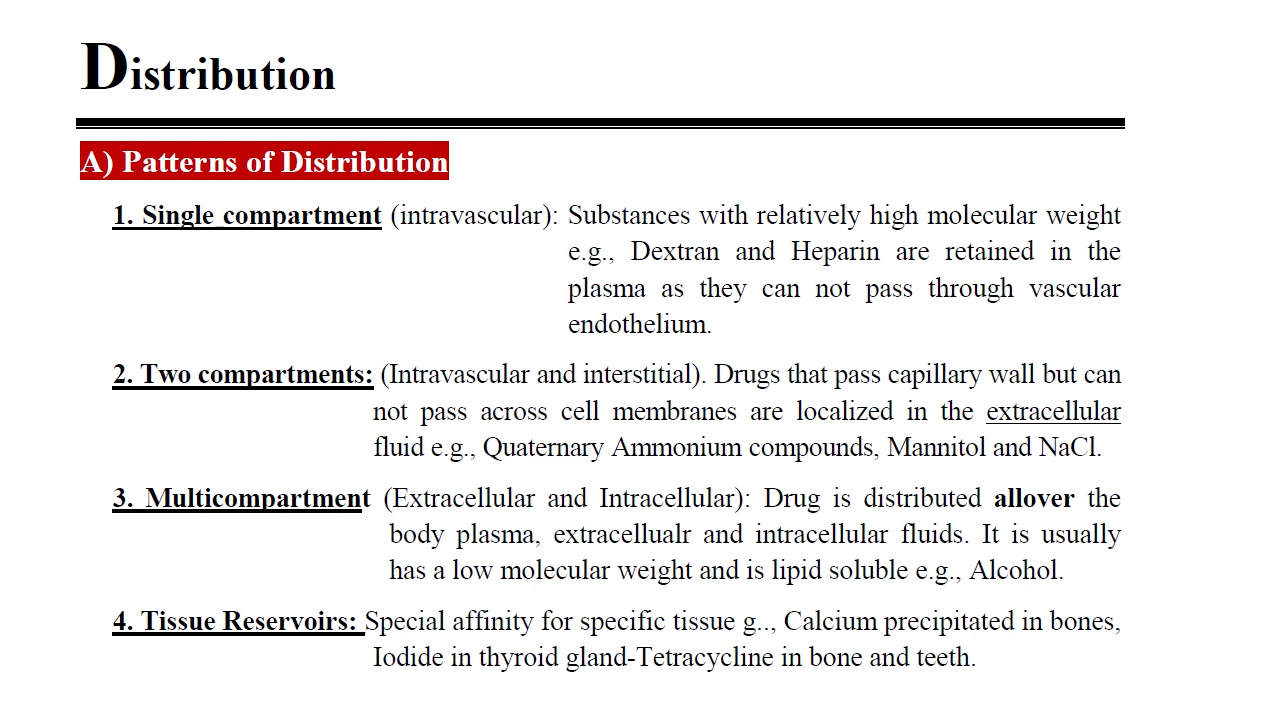 Distribution
A) Patterns of Distribution
1. Single compartment (intravascular): Substances with relatively high molecular weight
e.g., Dextran and Heparin are retained in the
plasma as they can not pass through vascular
endothelium.
2. Two compartments: (Intravascular and interstitial). Drugs that pass capillary wall but can
not pass across cell membranes are localized in the extracellular
fluid e.g., Quaternary Ammonium compounds, Mannitol and NaCl.
3. Multicompartment (Extracellular and Intracellular): Drug is distributed allover the
body plasma, extracellualr and intracellular fluids. It is usually
has a low molecular weight and is lipid soluble e.g., Alcohol.
4. Tissue Reservoirs: Special affinity for specific tissue g.., Calcium precipitated in bones,
Iodide in thyroid gland-Tetracycline in bone and teeth.